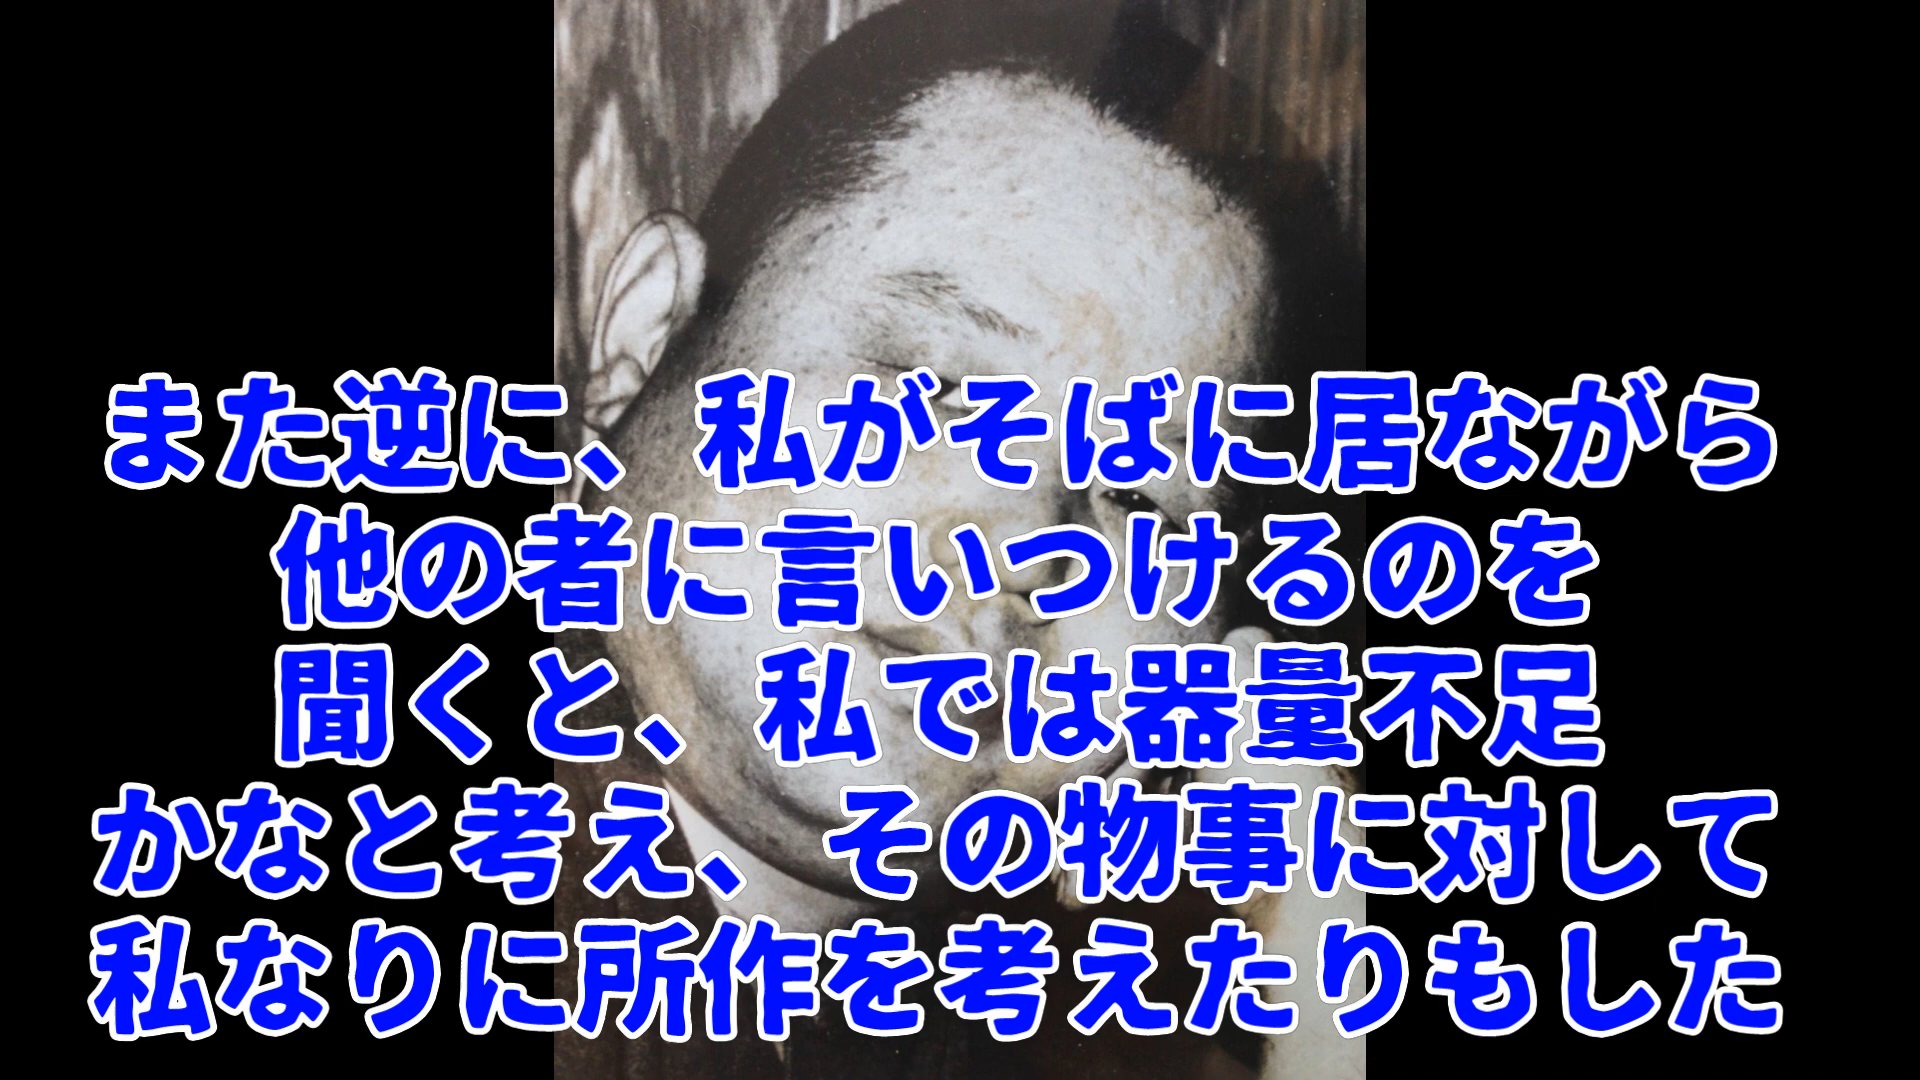 また逆に、私がそばに居ながら
他の者に言いつけるのを
聞くと、私では器量不足
かなと考え、その物事に対して
私なりに所作を考えたりもした